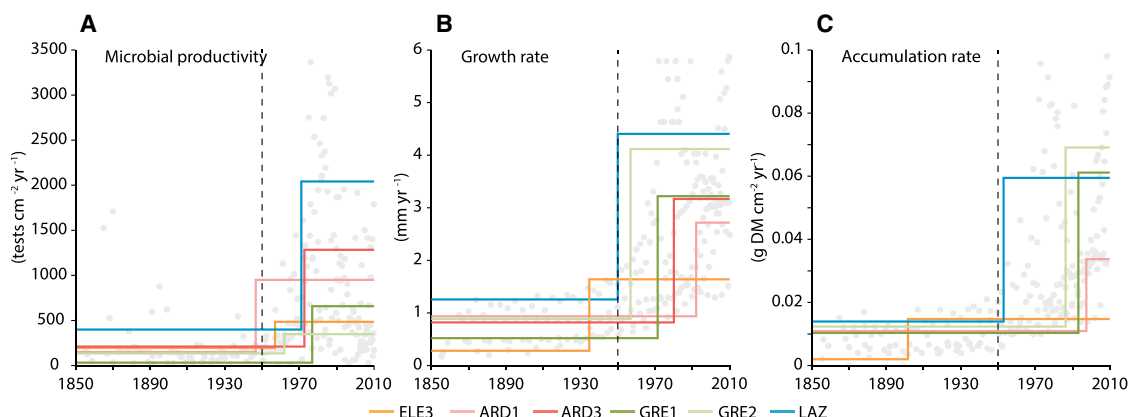 A
Microbial productivity
(tests cm -2 yr -1)
3500
3000
2500
2000
1500
1000
500
0
1850 1890 1930 1970 2010
B
Growth rate
(mm yr -1)
6
5
4
3
2
1
0
1850 1890 1930 1970 2010
C
Accumulation rate
(g DM cm-2 yr-1)
0.1
0.08
0.06
0.04
0.02
0
1850 1890 1930 1970 2010
ELE3 ARD1 ARD3 GRE1 GRE2 LAZ